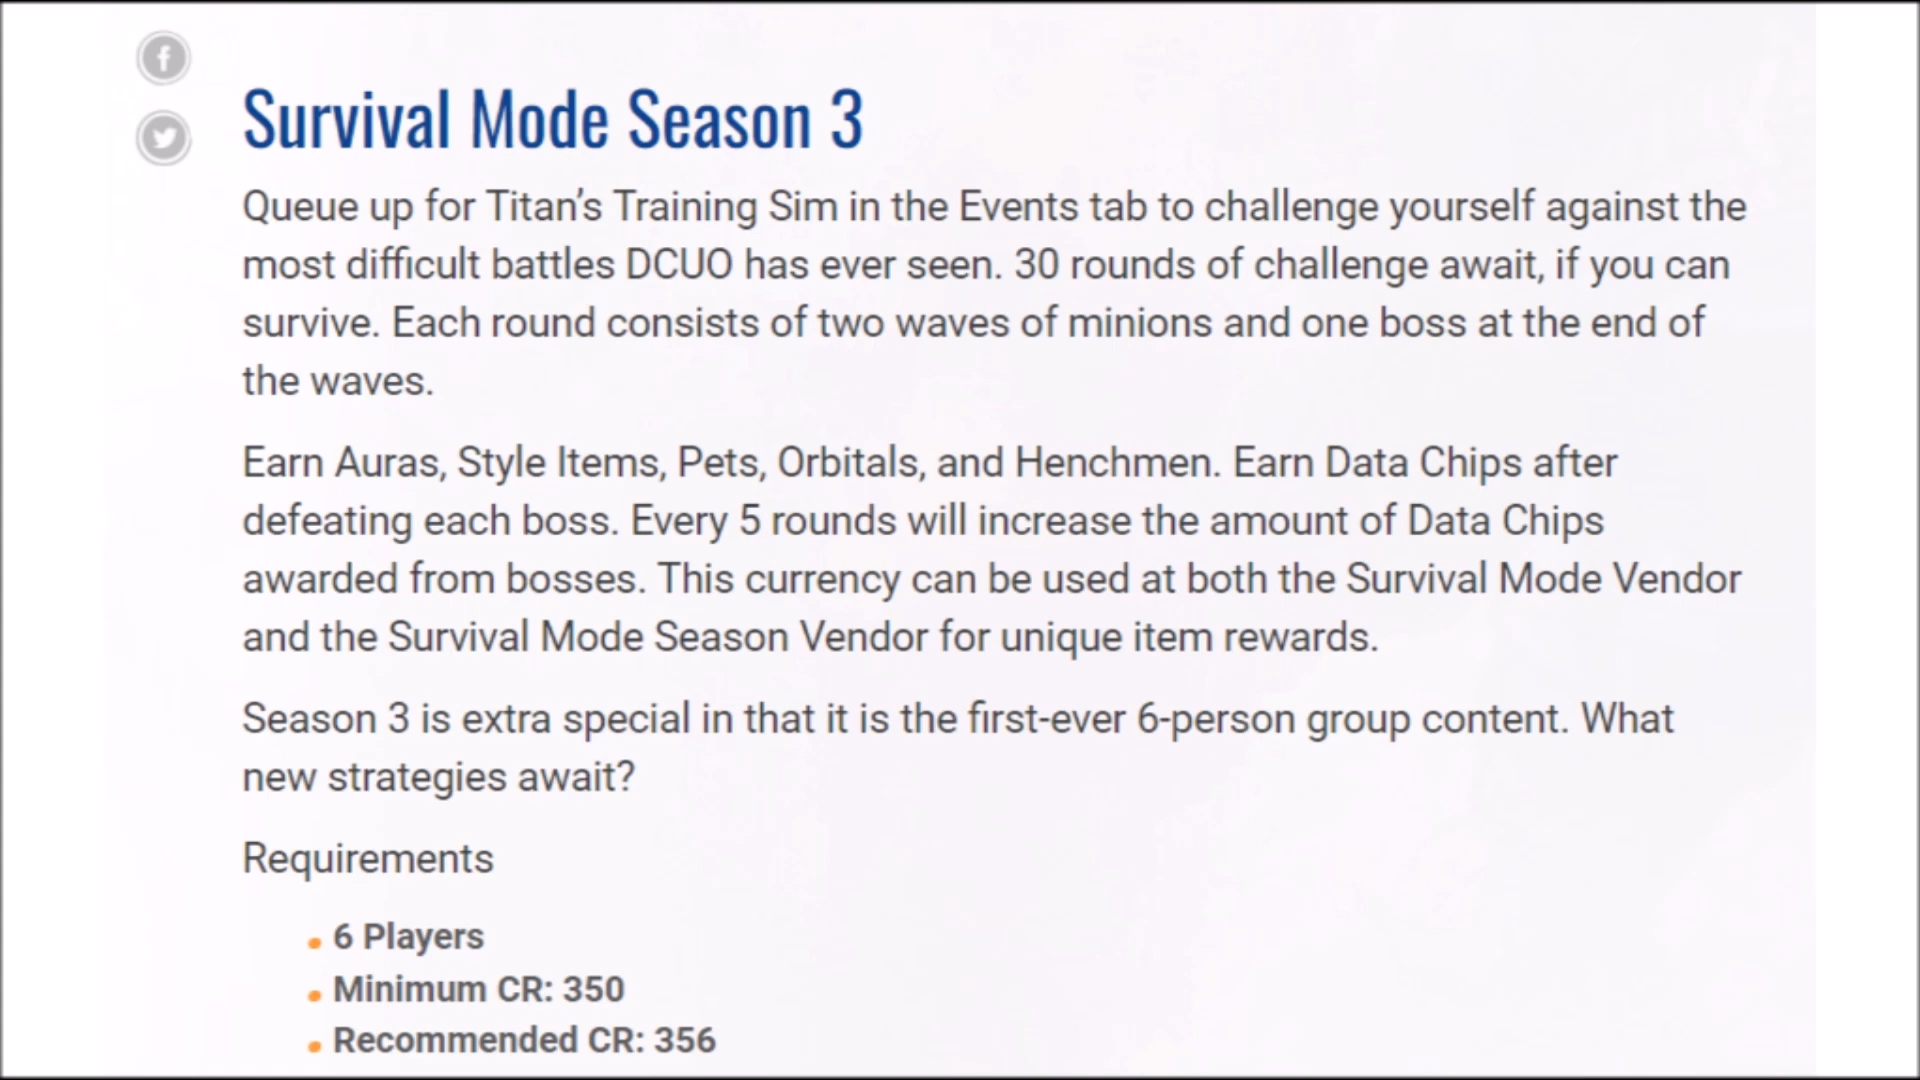 Survival Mode Season 3
Queue up for Titan’s Training Sim in the Events tab to challenge yourself against the
most difficult battles DCUO has ever seen. 30 rounds of challenge await, if you can
survive. Each round consists of two waves of minions and one boss at the end of
the waves.
Earn Auras, Style Items, Pets, Orbitals, and Henchmen. Earn Data Chips after
defeating each boss. Every 5 rounds will increase the amount of Data Chips
awarded from bosses. This currency can be used at both the Survival Mode Vendor
and the Survival Mode Season Vendor for unique item rewards.
Season 3 is extra special in that it is the first-ever 6-person group content. What
new strategies await?
Requirements
6 Players
Minimum CR: 350
Recommended CR: 356